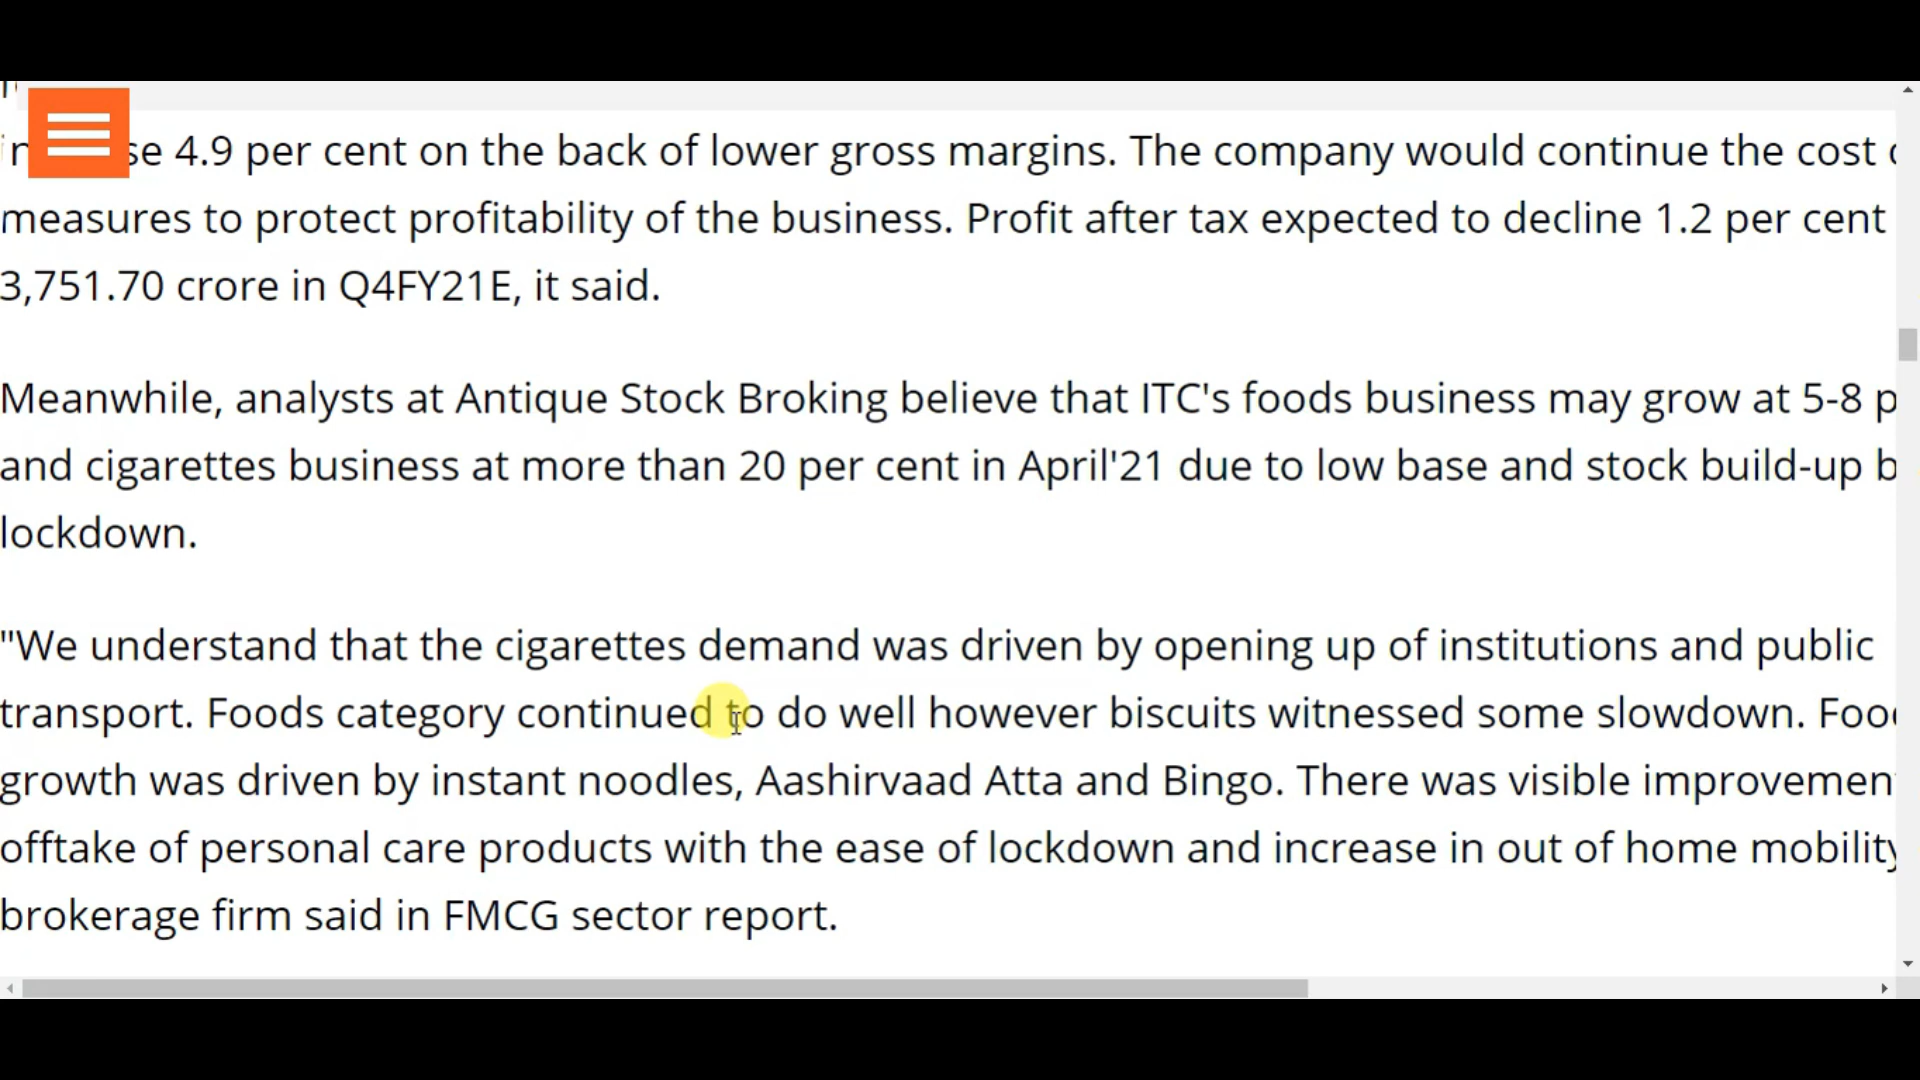 se 4.9 per cent on the back of lower gross margins. The company would continue the cost
measures to protect profitability of the business. Profit after tax expected to decline 1.2 per cent
3,751.70 crore in Q4FY21E, it said.
Meanwhile, analysts at Antique Stock Broking believe that ITC's foods business may grow at 5-8 p
and cigarettes business at more than 20 per cent in April'21 due to low base and stock build-up b
lockdown.
"We understand that the cigarettes demand was driven by opening up of institutions and public
transport. Foods category continued to do well however biscuits witnessed some slowdown. Foo
growth was driven by instant noodles, Aashirvaad Atta and Bingo. There was visible improvemen
offtake of personal care products with the ease of lockdown and increase in out of home mobility
brokerage firm said in FMCG sector report.